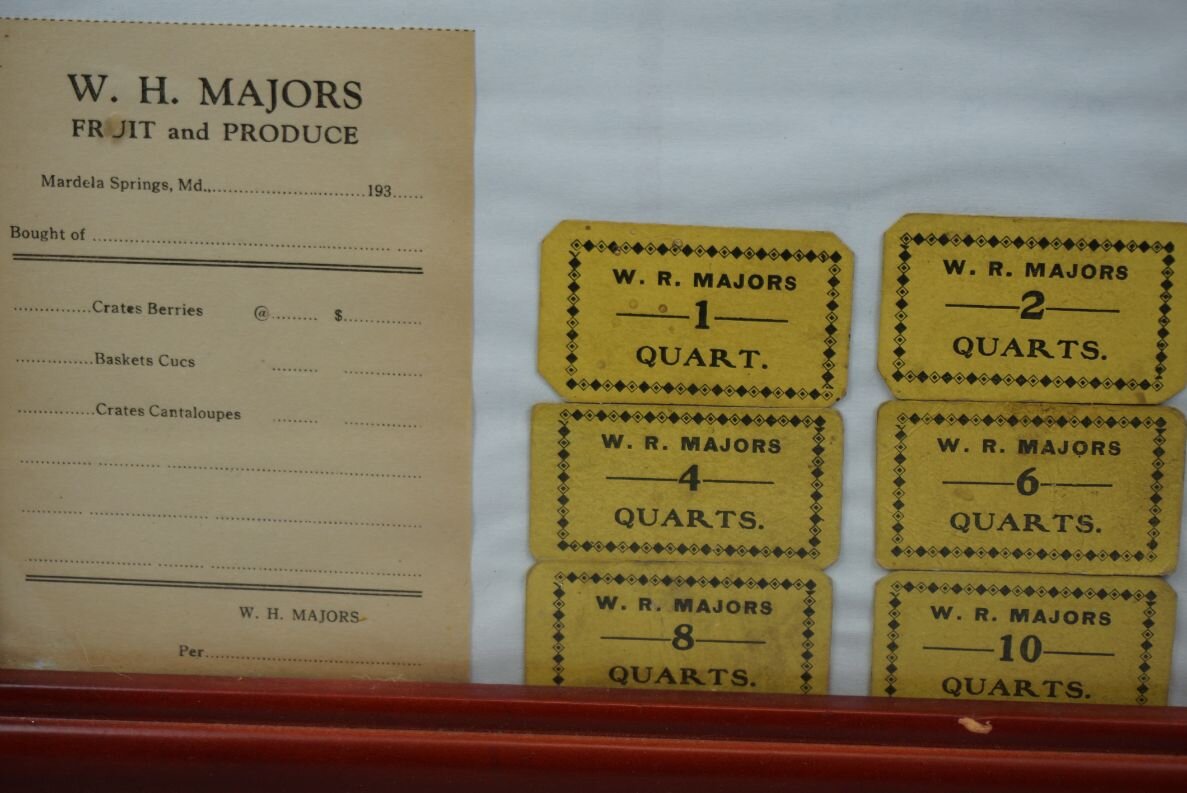 W. H. MAJORS
FRUIT and PRODUCE
Mardela Springs, Md.,..............................193......
Bought of ..............................
..............Crates Berries @......... $..............
..............Baskets Cucs ......... ..............
..............Crates Cantaloupes ......... ..............
W. H. MAJORS
Per..............................
W. R. MAJORS
1
QUART.
W. R. MAJORS
2
QUARTS.
W. R. MAJORS
4
QUARTS.
W. R. MAJORS
6
QUARTS.
W. R. MAJORS
8
QUARTS.
W. R. MAJORS
10
QUARTS.